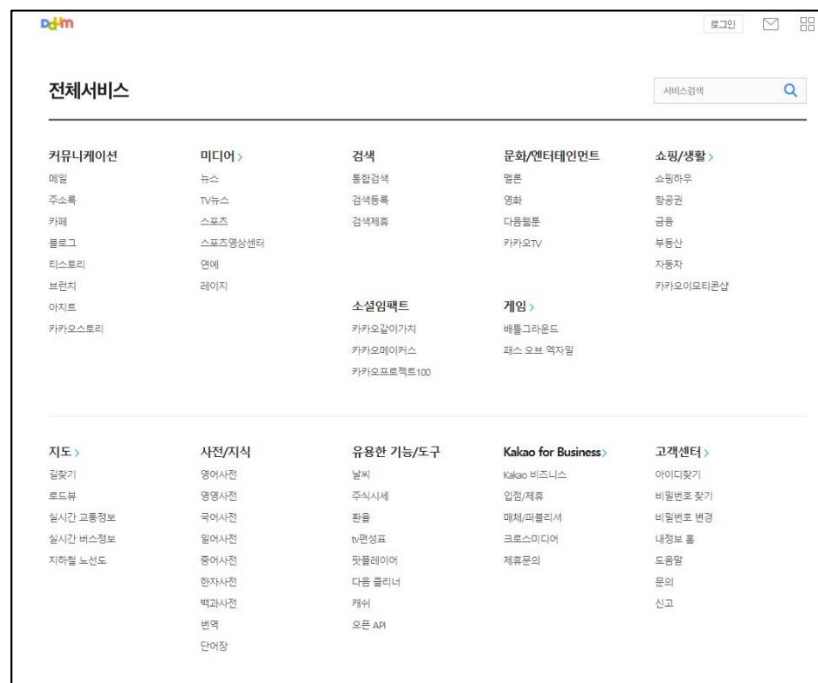 Daum
로그인
전체서비스
서비스검색
커뮤니케이션
메일
주소록
카페
블로그
티스토리
브런치
아지트
카카오스토리
미디어 >
뉴스
TV뉴스
스포츠
스포츠영상센터
연예
레이지
검색
통합검색
검색등록
검색제휴
소셜임팩트
카카오같이가치
카카오메이커스
카카오프로젝트100
문화/엔터테인먼트
멜론
영화
다음웹툰
카카오TV
게임 >
배틀그라운드
패스 오브 엑자일
쇼핑/생활 >
쇼핑하우
항공권
금융
부동산
자동차
카카오이모티콘샵
지도 >
길찾기
로드뷰
실시간 교통정보
실시간 버스정보
지하철 노선도
사전/지식
영어사전
영영사전
국어사전
일어사전
중어사전
한자사전
백과사전
번역
단어장
유용한 기능/도구
날씨
주식시세
환율
tv편성표
팟플레이어
다음 클리너
캐쉬
오픈 API
Kakao for Business >
Kakao 비즈니스
입점/제휴
매체/퍼블리셔
크로스미디어
제휴문의
고객센터 >
아이디찾기
비밀번호 찾기
비밀번호 변경
내정보 홈
도움말
문의
신고